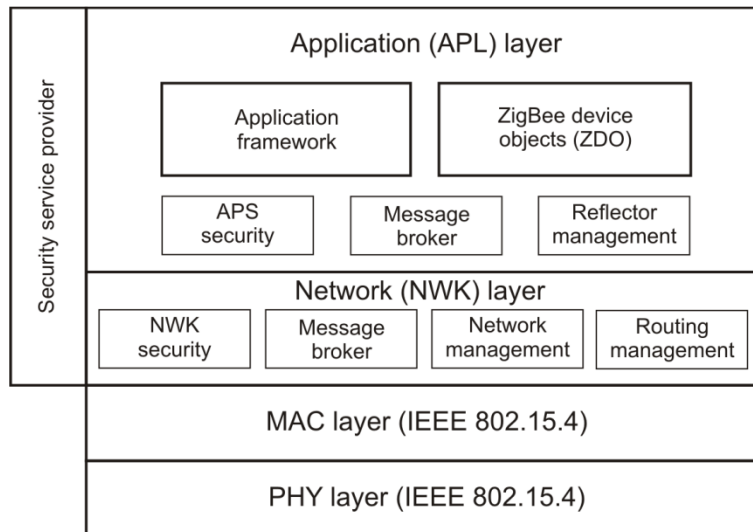 Security service provider
Application (APL) layer
Application
framework
ZigBee device
objects (ZDO)
APS
security
Message
broker
Reflector
management
Network (NWK) layer
NWK
security
Message
broker
Network
management
Routing
management
MAC layer (IEEE 802.15.4)
PHY layer (IEEE 802.15.4)